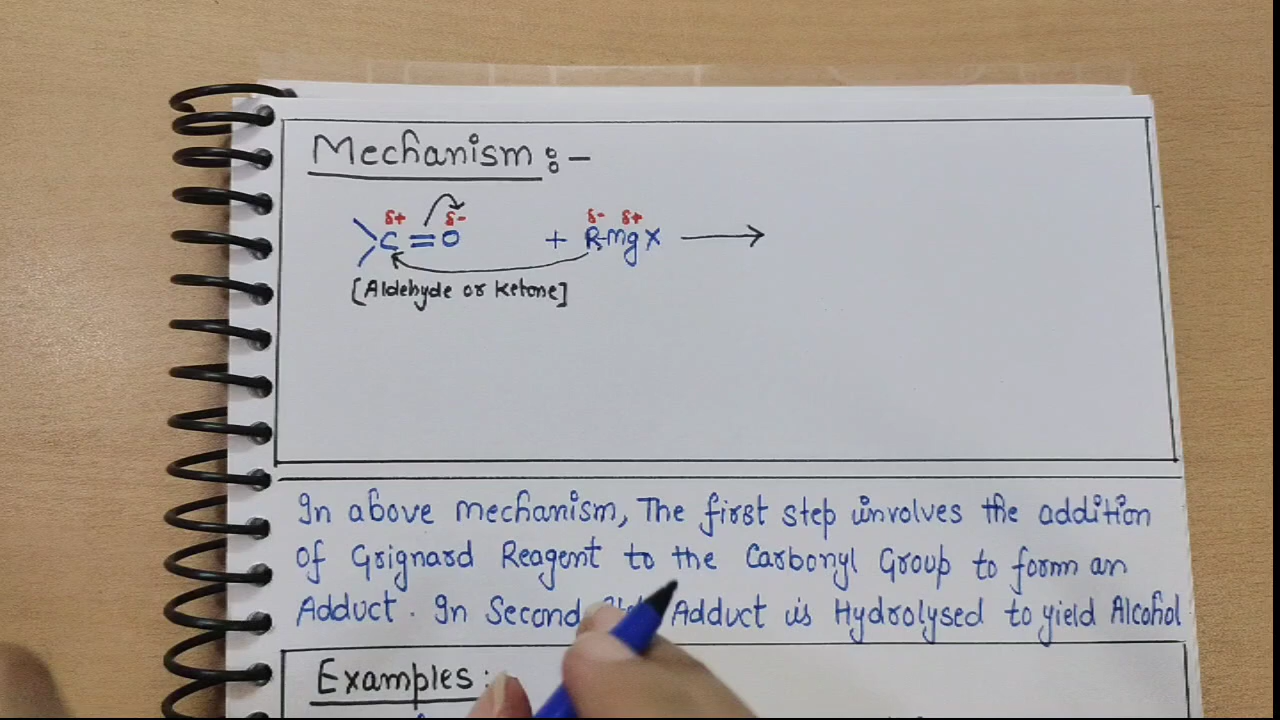 Mechanism :-
δ+ δ- δ- δ+
C=O + R-MgX →
[Aldehyde or Ketone]
In above mechanism, The first step involves the addition
of Grignard Reagent to the Carbonyl Group to form an
Adduct. In Second Adduct is Hydrolysed to yield Alcohol
Examples: